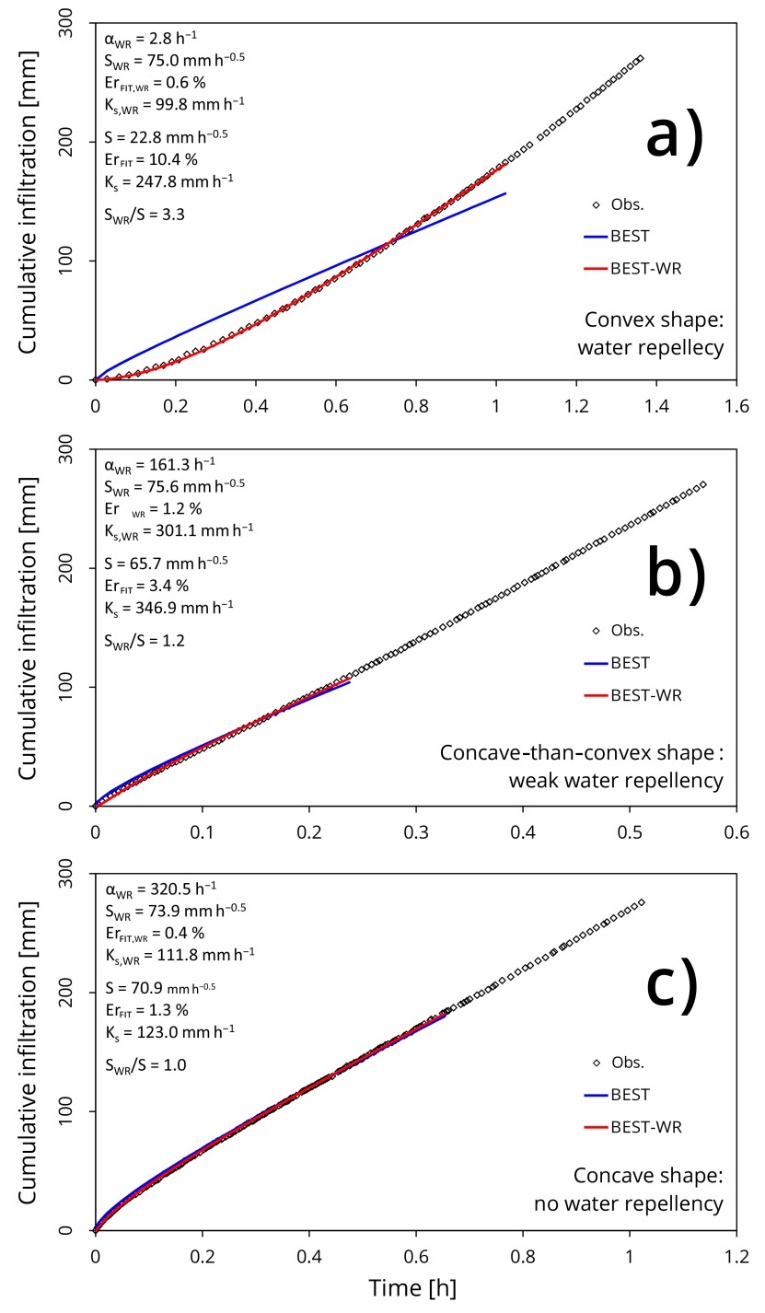 Cumulative infiltration [mm]
300
200
100
0
α_WR = 2.8 h⁻¹
S_WR = 75.0 mm h⁻⁰·⁵
Er_FIT,WR = 0.6 %
K_s,WR = 99.8 mm h⁻¹
S = 22.8 mm h⁻⁰·⁵
Er_FIT = 10.4 %
K_s = 247.8 mm h⁻¹
S_WR/S = 3.3
a)
Obs.
BEST
BEST-WR
Convex shape:
water repellecy
0 0.2 0.4 0.6 0.8 1 1.2 1.4 1.6
Cumulative infiltration [mm]
300
200
100
0
α_WR = 161.3 h⁻¹
S_WR = 75.6 mm h⁻⁰·⁵
Er WR = 1.2 %
K_s,WR = 301.1 mm h⁻¹
S = 65.7 mm h⁻⁰·⁵
Er_FIT = 3.4 %
K_s = 346.9 mm h⁻¹
S_WR/S = 1.2
b)
Obs.
BEST
BEST-WR
Concave-than-convex shape :
weak water repellency
0 0.1 0.2 0.3 0.4 0.5 0.6
Cumulative infiltration [mm]
300
200
100
0
α_WR = 320.5 h⁻¹
S_WR = 73.9 mm h⁻⁰·⁵
Er_FIT,WR = 0.4 %
K_s,WR = 111.8 mm h⁻¹
S = 70.9 mm h⁻⁰·⁵
Er_FIT = 1.3 %
K_s = 123.0 mm h⁻¹
S_WR/S = 1.0
c)
Obs.
BEST
BEST-WR
Concave shape:
no water repellency
0 0.2 0.4 0.6 0.8 1 1.2
Time [h]